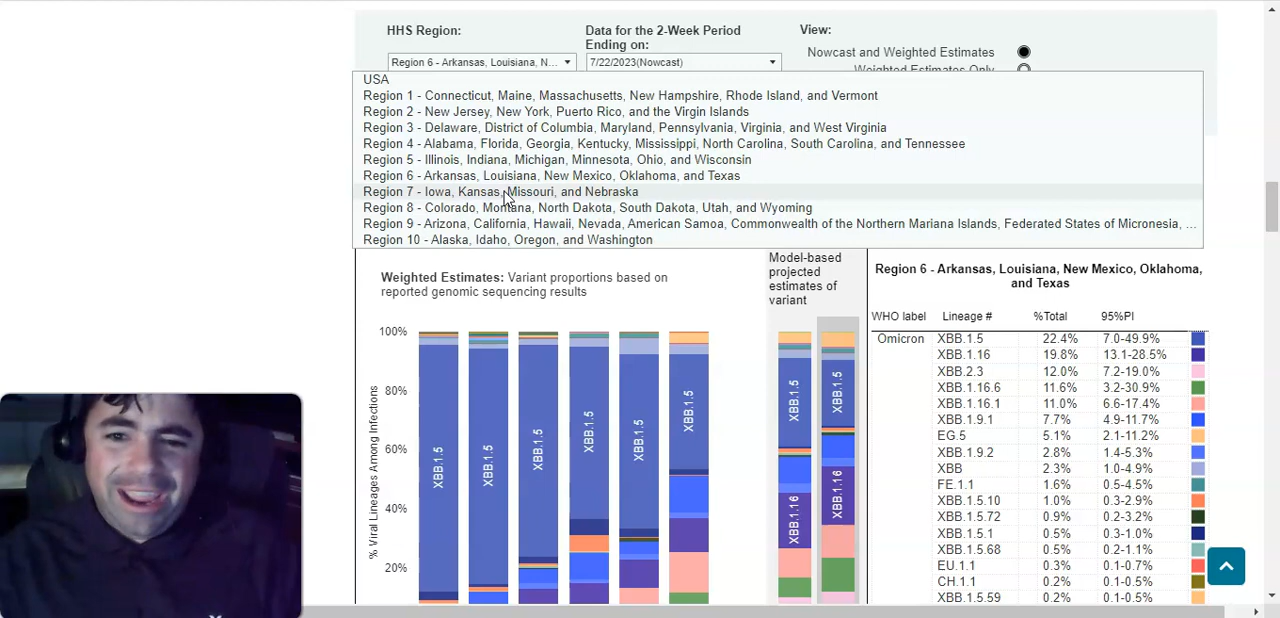 HHS Region:
Data for the 2-Week Period
Ending on:
View:
Region 6 - Arkansas, Louisiana, N...
7/22/2023(Nowcast)
Nowcast and Weighted Estimates
Weighted Estimates Only
USA
Region 1 - Connecticut, Maine, Massachusetts, New Hampshire, Rhode Island, and Vermont
Region 2 - New Jersey, New York, Puerto Rico, and the Virgin Islands
Region 3 - Delaware, District of Columbia, Maryland, Pennsylvania, Virginia, and West Virginia
Region 4 - Alabama, Florida, Georgia, Kentucky, Mississippi, North Carolina, South Carolina, and Tennessee
Region 5 - Illinois, Indiana, Michigan, Minnesota, Ohio, and Wisconsin
Region 6 - Arkansas, Louisiana, New Mexico, Oklahoma, and Texas
Region 7 - Iowa, Kansas, Missouri, and Nebraska
Region 8 - Colorado, Montana, North Dakota, South Dakota, Utah, and Wyoming
Region 9 - Arizona, California, Hawaii, Nevada, American Samoa, Commonwealth of the Northern Mariana Islands, Federated States of Micronesia, ...
Region 10 - Alaska, Idaho, Oregon, and Washington
Weighted Estimates: Variant proportions based on
reported genomic sequencing results
Model-based
projected
estimates of
variant
% Viral Lineages Among Infections
100%
80%
60%
40%
20%
XBB.1.5
XBB.1.5
XBB.1.5
XBB.1.5
XBB.1.5
XBB.1.5
XBB.1.5
XBB.1.16
XBB.1.5
XBB.1.16
Region 6 - Arkansas, Louisiana, New Mexico, Oklahoma,
and Texas
WHO label Lineage # %Total 95%PI
Omicron XBB.1.5 22.4% 7.0-49.9%
XBB.1.16 19.8% 13.1-28.5%
XBB.2.3 12.0% 7.2-19.0%
XBB.1.16.6 11.6% 3.2-30.9%
XBB.1.16.1 11.0% 6.6-17.4%
XBB.1.9.1 7.7% 4.9-11.7%
EG.5 5.1% 2.1-11.2%
XBB.1.9.2 2.8% 1.4-5.3%
XBB 2.3% 1.0-4.9%
FE.1.1 1.6% 0.5-4.5%
XBB.1.5.10 1.0% 0.3-2.9%
XBB.1.5.72 0.9% 0.2-3.2%
XBB.1.5.1 0.5% 0.3-1.0%
XBB.1.5.68 0.5% 0.2-1.1%
EU.1.1 0.3% 0.1-0.7%
CH.1.1 0.2% 0.1-0.5%
XBB.1.5.59 0.2% 0.1-0.5%